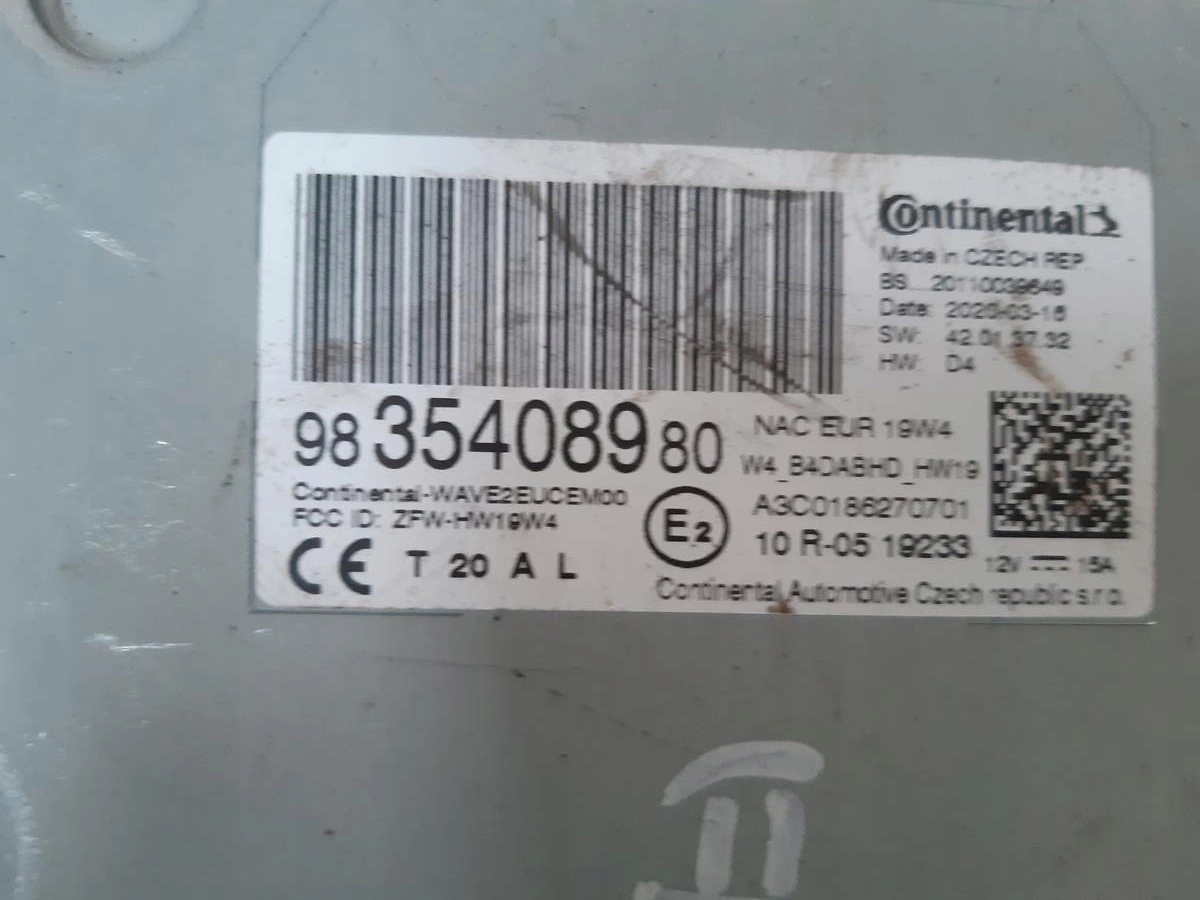 Continental
Made in CZECH REP.
BS....20110039649
Date: 2020-03-16
SW: 42.01.37.32
HW: D4
98 354089 80
NAC EUR 19W4
W4_B4DABHD_HW19
Continental-WAVE2EUCEM00
FCC ID: ZFW-HW19W4
A3C0186270701
E2
10 R-05 19233
CE T 20 A L
12V 15A
Continental Automotive Czech republic s.r.o.